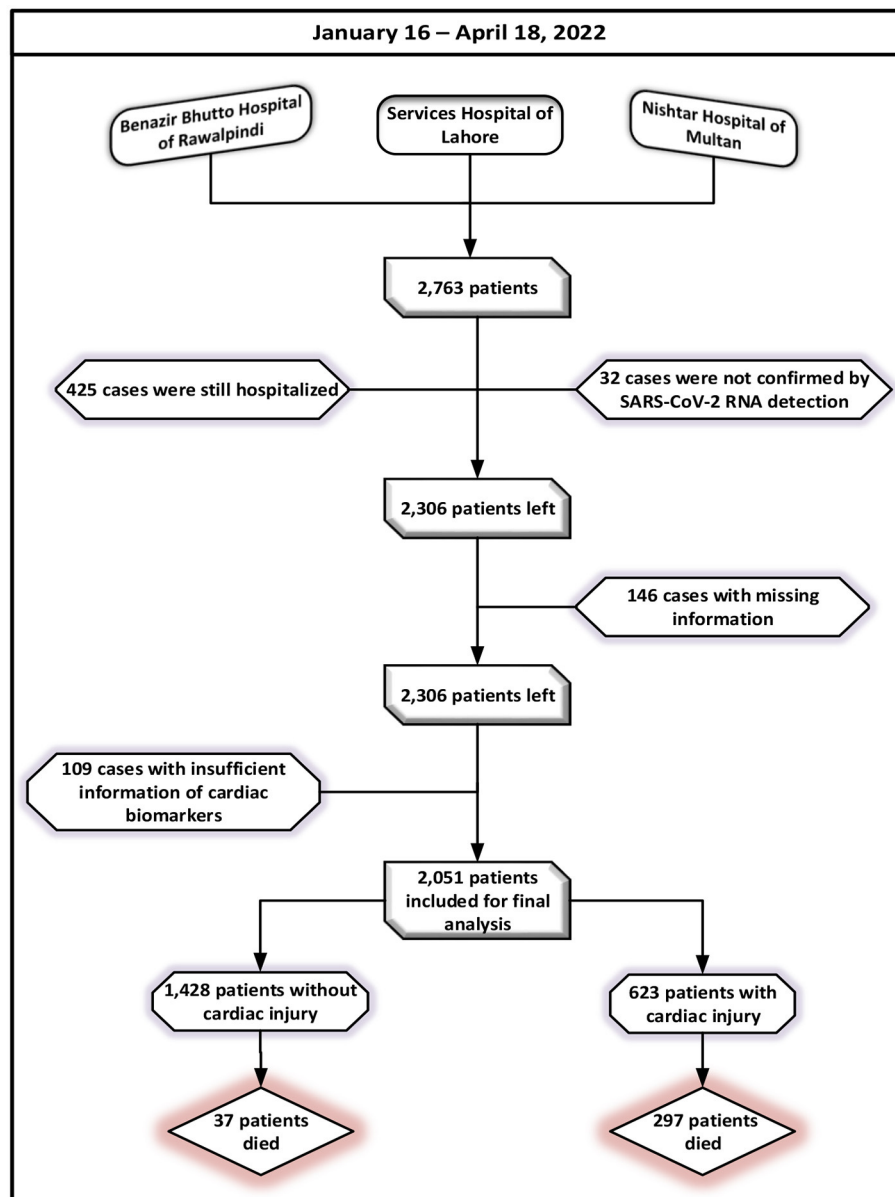 January 16 – April 18, 2022
Benazir Bhutto Hospital
of Rawalpindi
Services Hospital of
Lahore
Nishtar Hospital of
Multan
2,763 patients
425 cases were still hospitalized
32 cases were not confirmed by
SARS-CoV-2 RNA detection
2,306 patients left
146 cases with missing
information
2,306 patients left
109 cases with insufficient
information of cardiac
biomarkers
2,051 patients
included for final
analysis
1,428 patients without
cardiac injury
623 patients with
cardiac injury
37 patients
died
297 patients
died